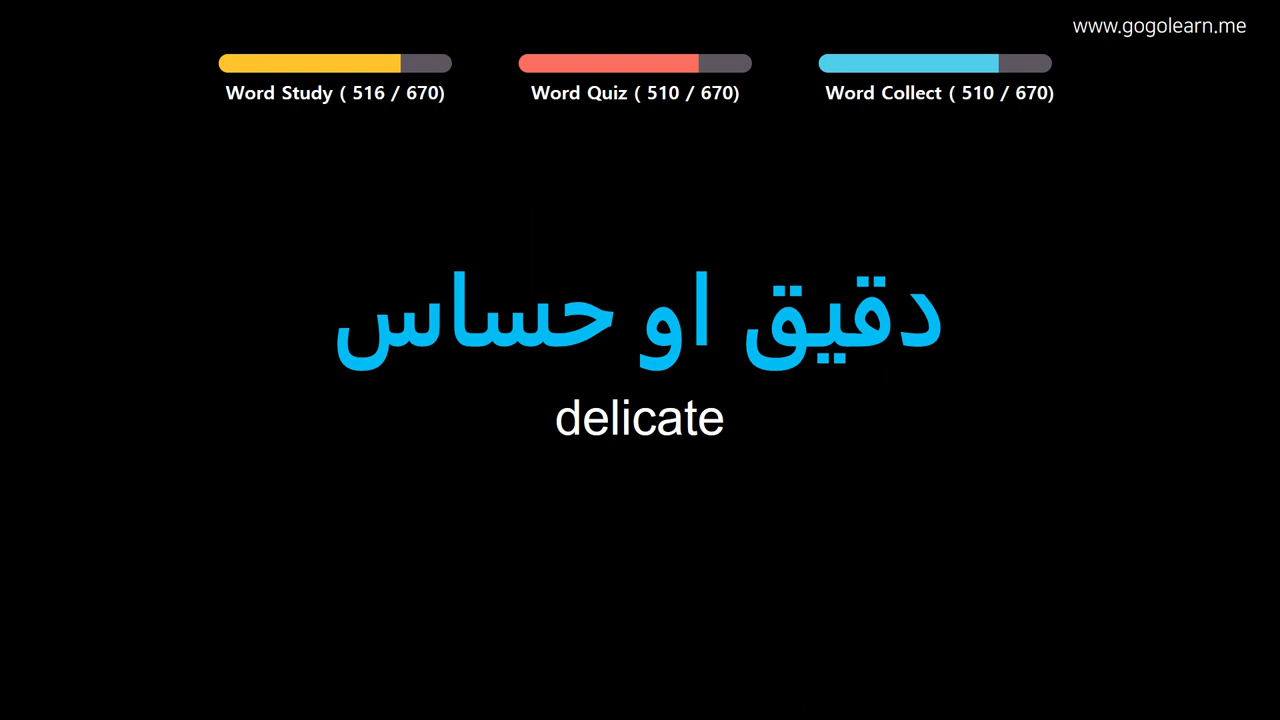 www.gogolearn.me
Word Study ( 516 / 670)
Word Quiz ( 510 / 670)
Word Collect ( 510 / 670)
دقيق او حساس
delicate